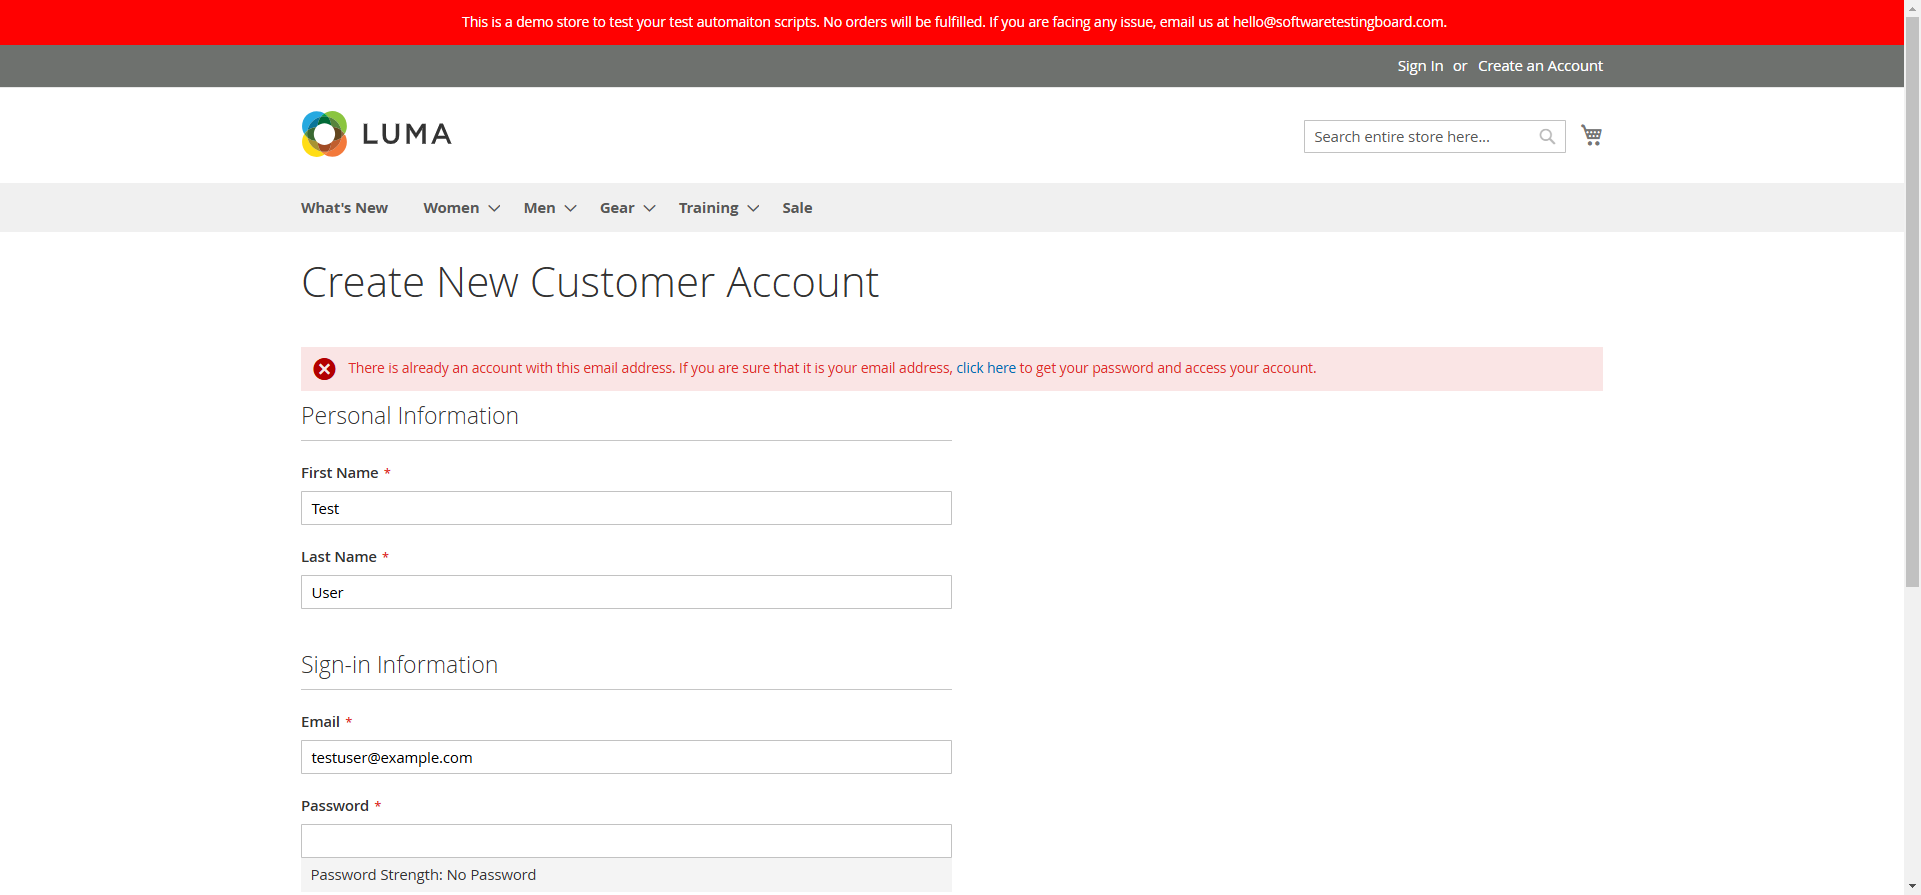 This is a demo store to test your test automaiton scripts. No orders will be fulfilled. If you are facing any issue, email us at hello@softwaretestingboard.com.
Sign In or Create an Account
LUMA
Search entire store here...
What's New Women Men Gear Training Sale
Create New Customer Account
There is already an account with this email address. If you are sure that it is your email address, click here to get your password and access your account.
Personal Information
First Name *
Test
Last Name *
User
Sign-in Information
Email *
testuser@example.com
Password *
Password Strength: No Password